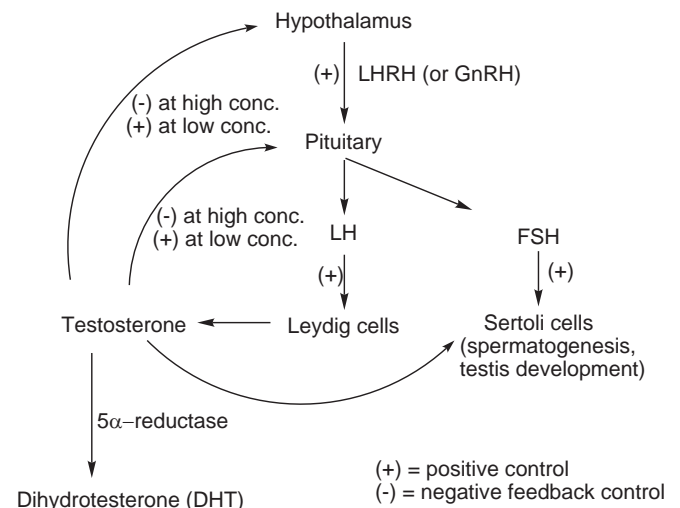 Hypothalamus
(+) LHRH (or GnRH)
(-) at high conc.
(+) at low conc.
Pituitary
(-) at high conc.
(+) at low conc.
LH
FSH
(+)
(+)
Testosterone
Leydig cells
Sertoli cells
(spermatogenesis,
testis development)
5α−reductase
(+) = positive control
(-) = negative feedback control
Dihydrotesterone (DHT)